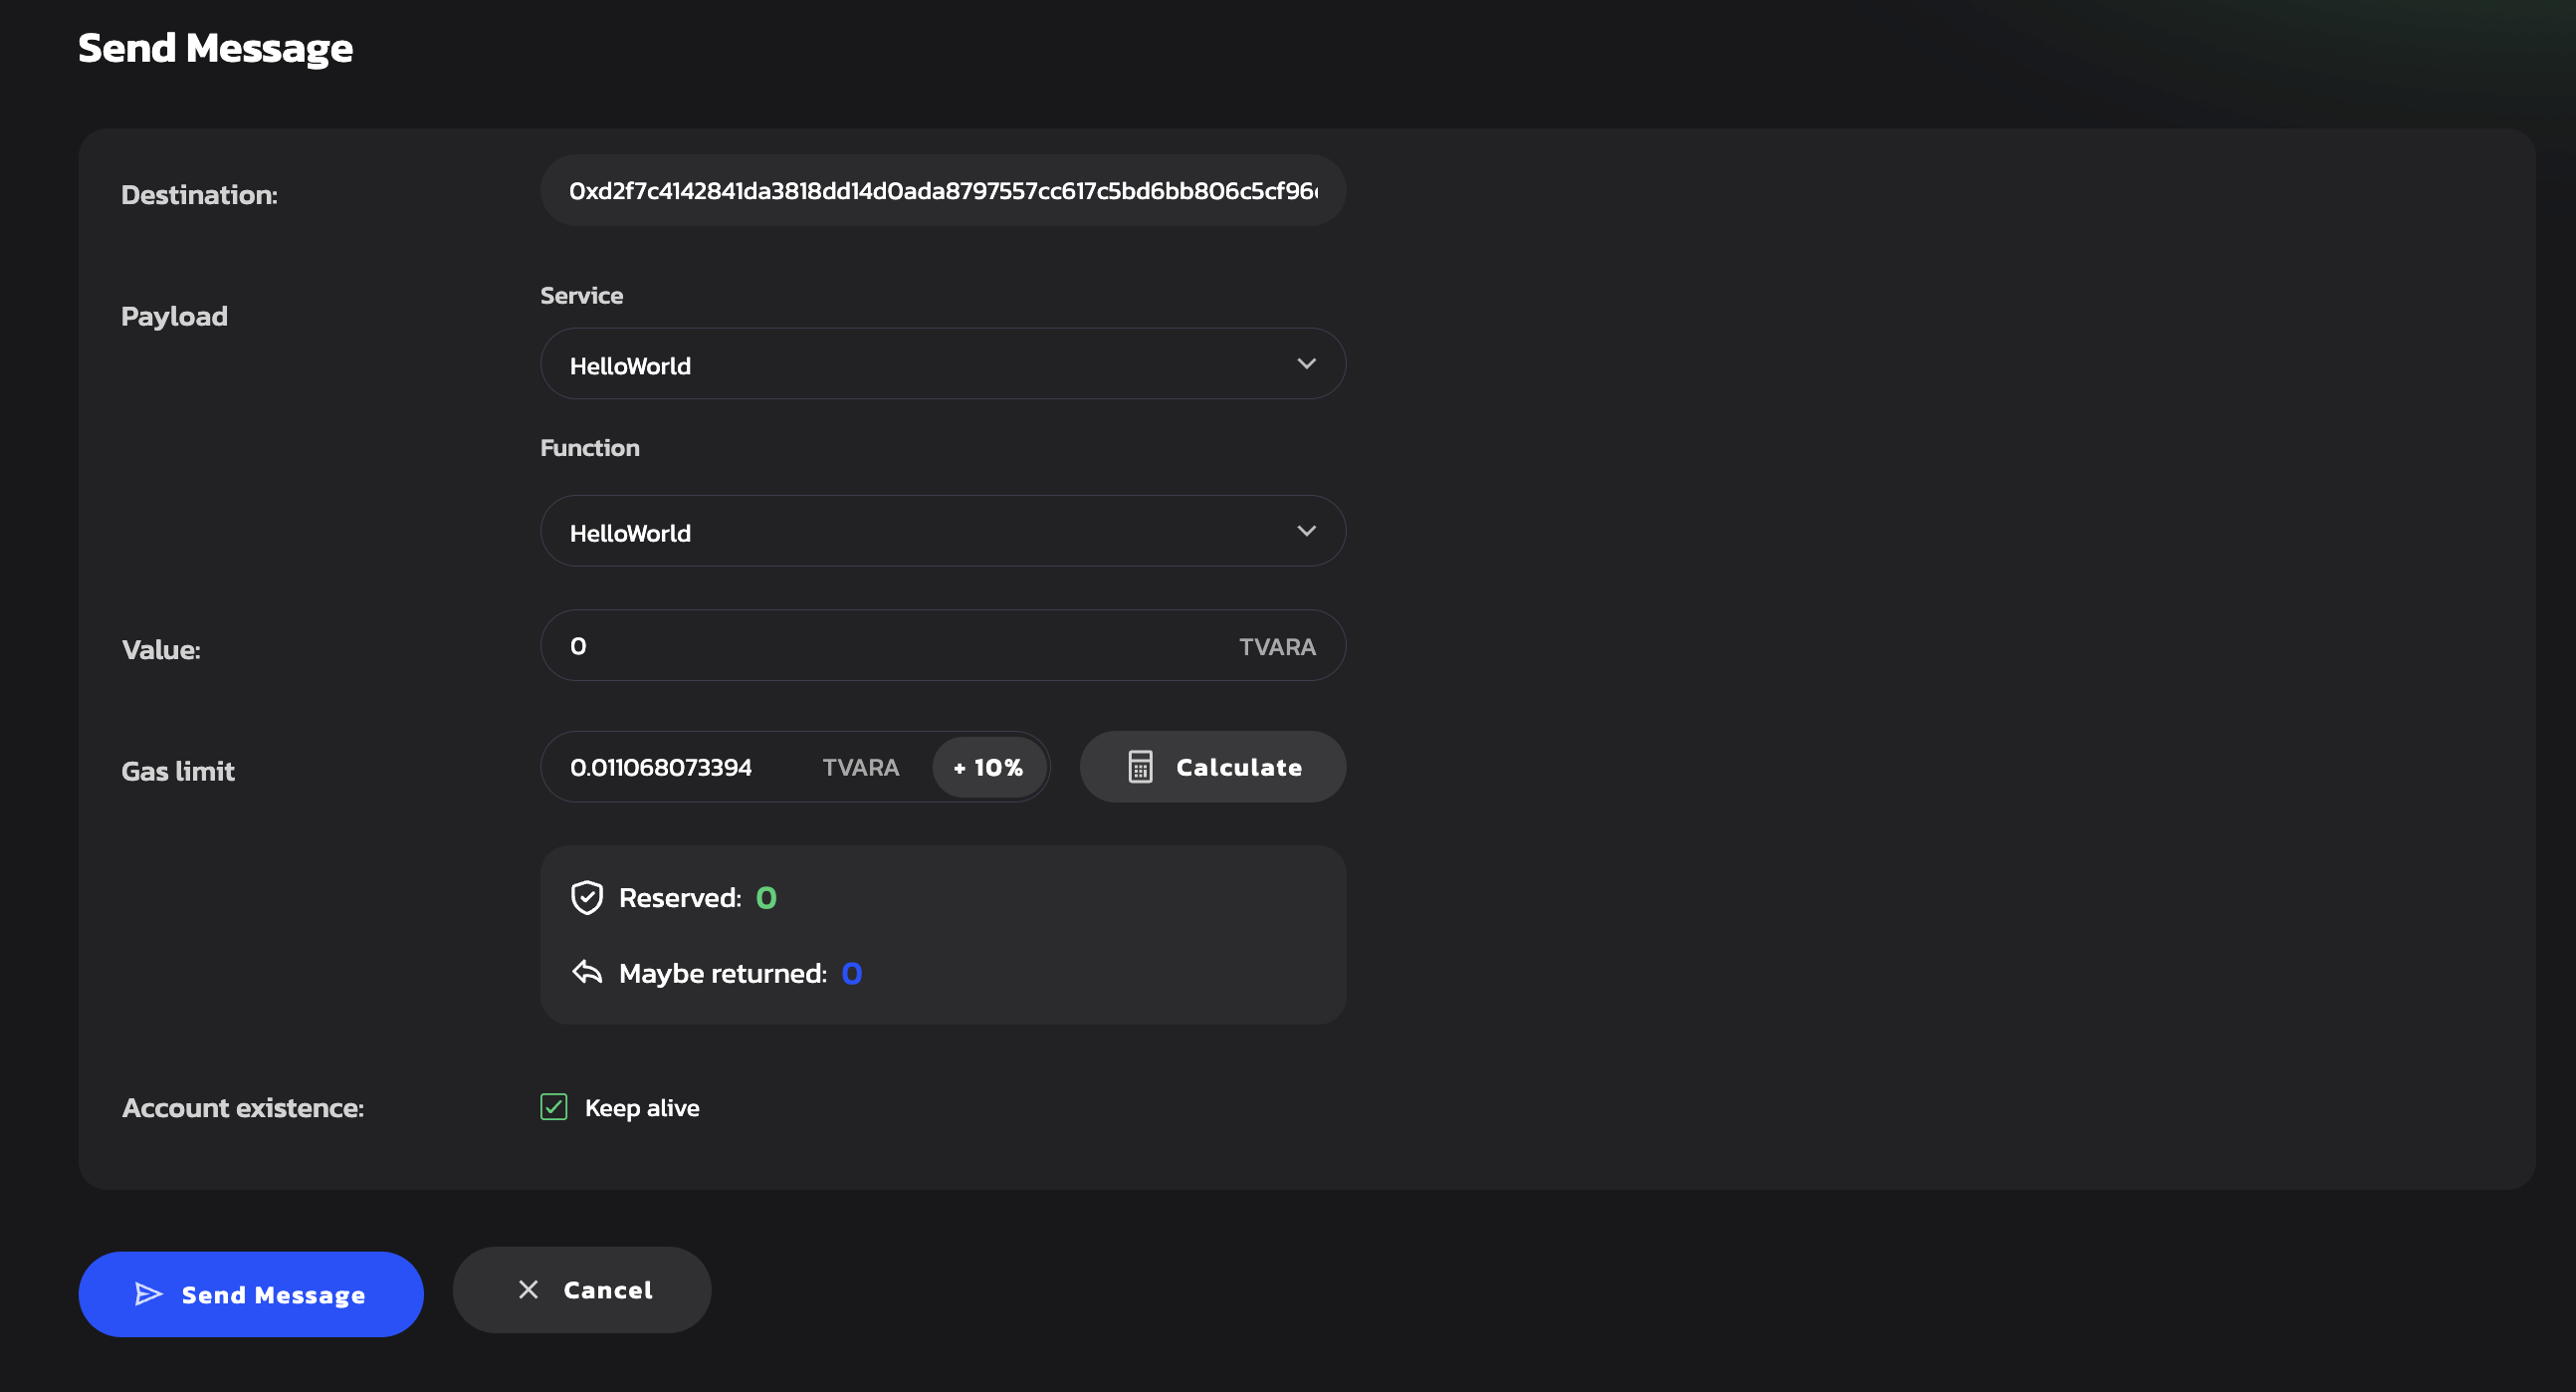 Send Message
Destination:
0xd2f7c4142841da3818dd14d0ada8797557cc617c5bd6bb806c5cf96
Payload
Service
HelloWorld
Function
HelloWorld
Value:
0 TVARA
Gas limit
0.011068073394 TVARA + 10% Calculate
Reserved: 0
Maybe returned: 0
Account existence: Keep alive
Send Message Cancel